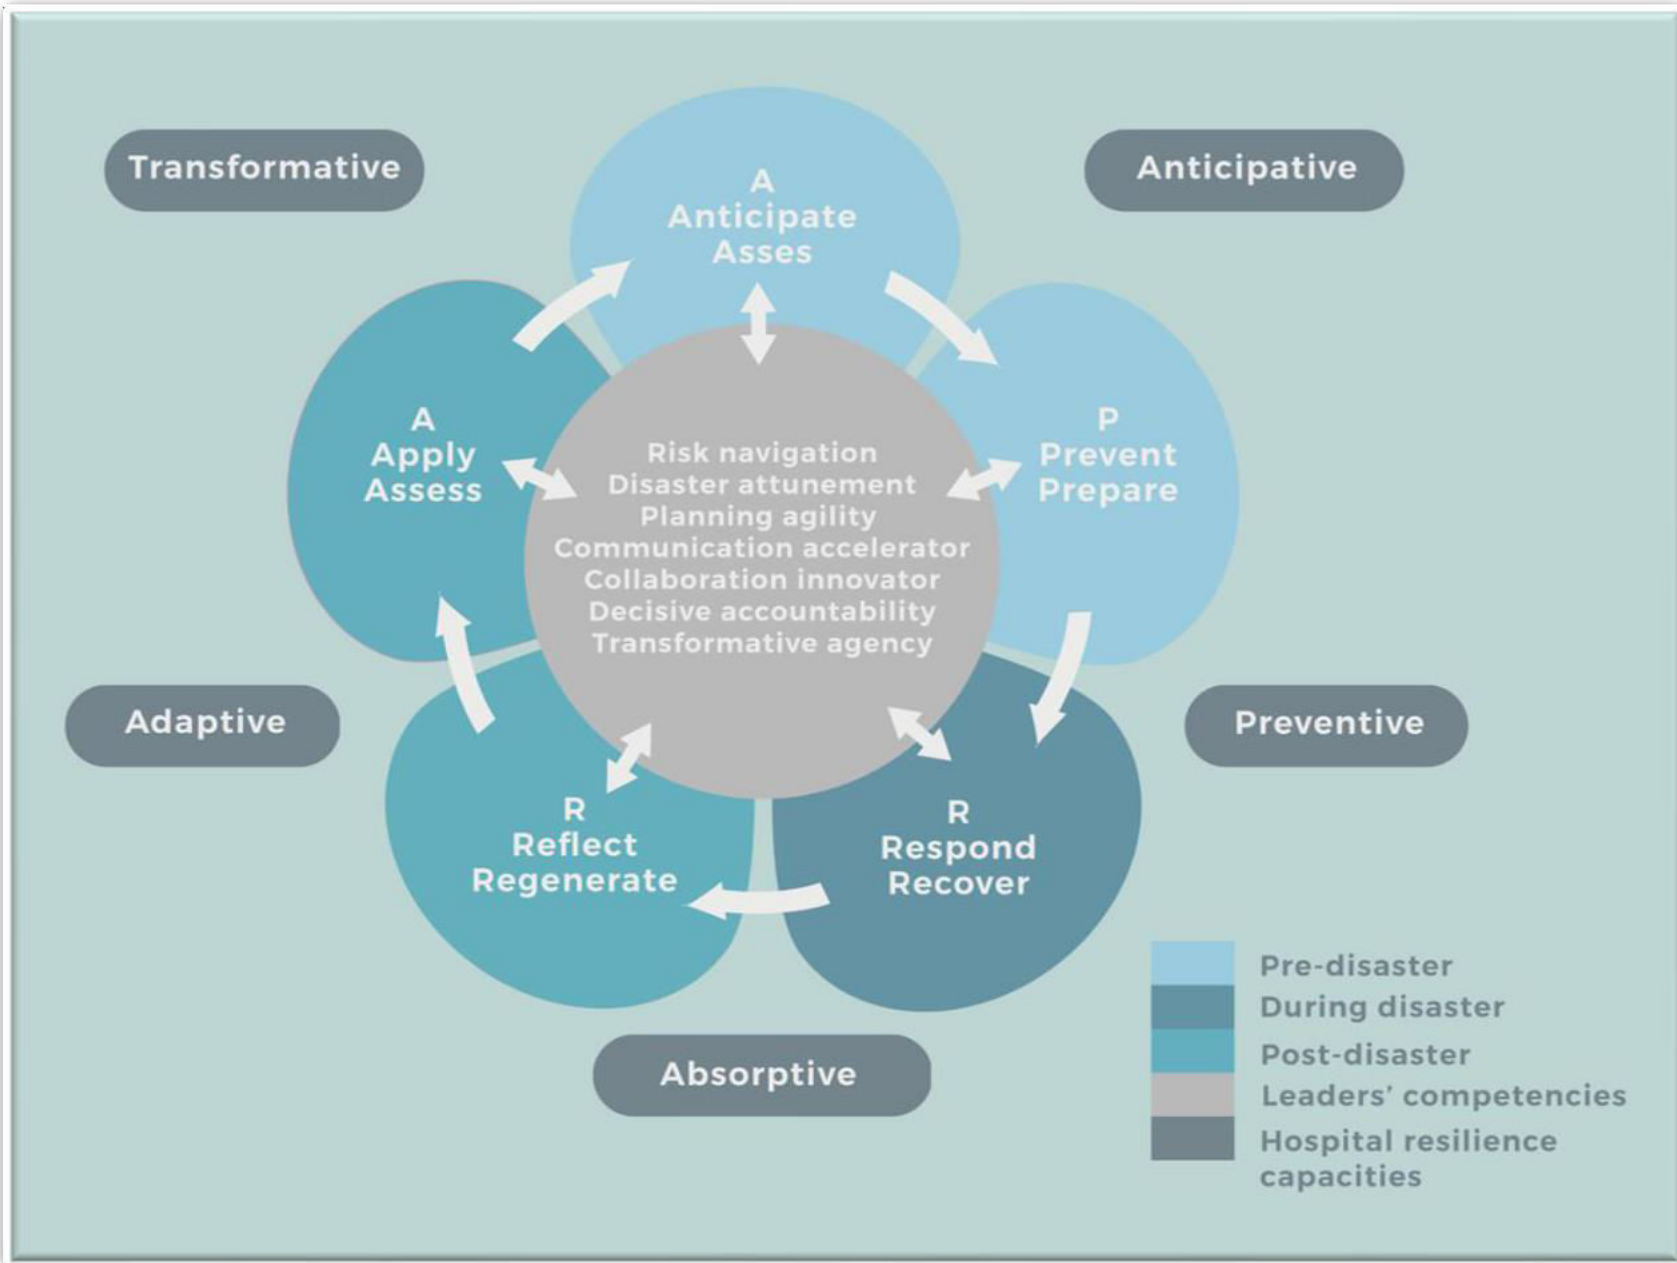 Transformative
Anticipative
A
Anticipate
Asses
A
Apply
Assess
P
Prevent
Prepare
Risk navigation
Disaster attunement
Planning agility
Communication accelerator
Collaboration innovator
Decisive accountability
Transformative agency
Adaptive
Preventive
R
Reflect
Regenerate
R
Respond
Recover
Absorptive
Pre-disaster
During disaster
Post-disaster
Leaders’ competencies
Hospital resilience
capacities